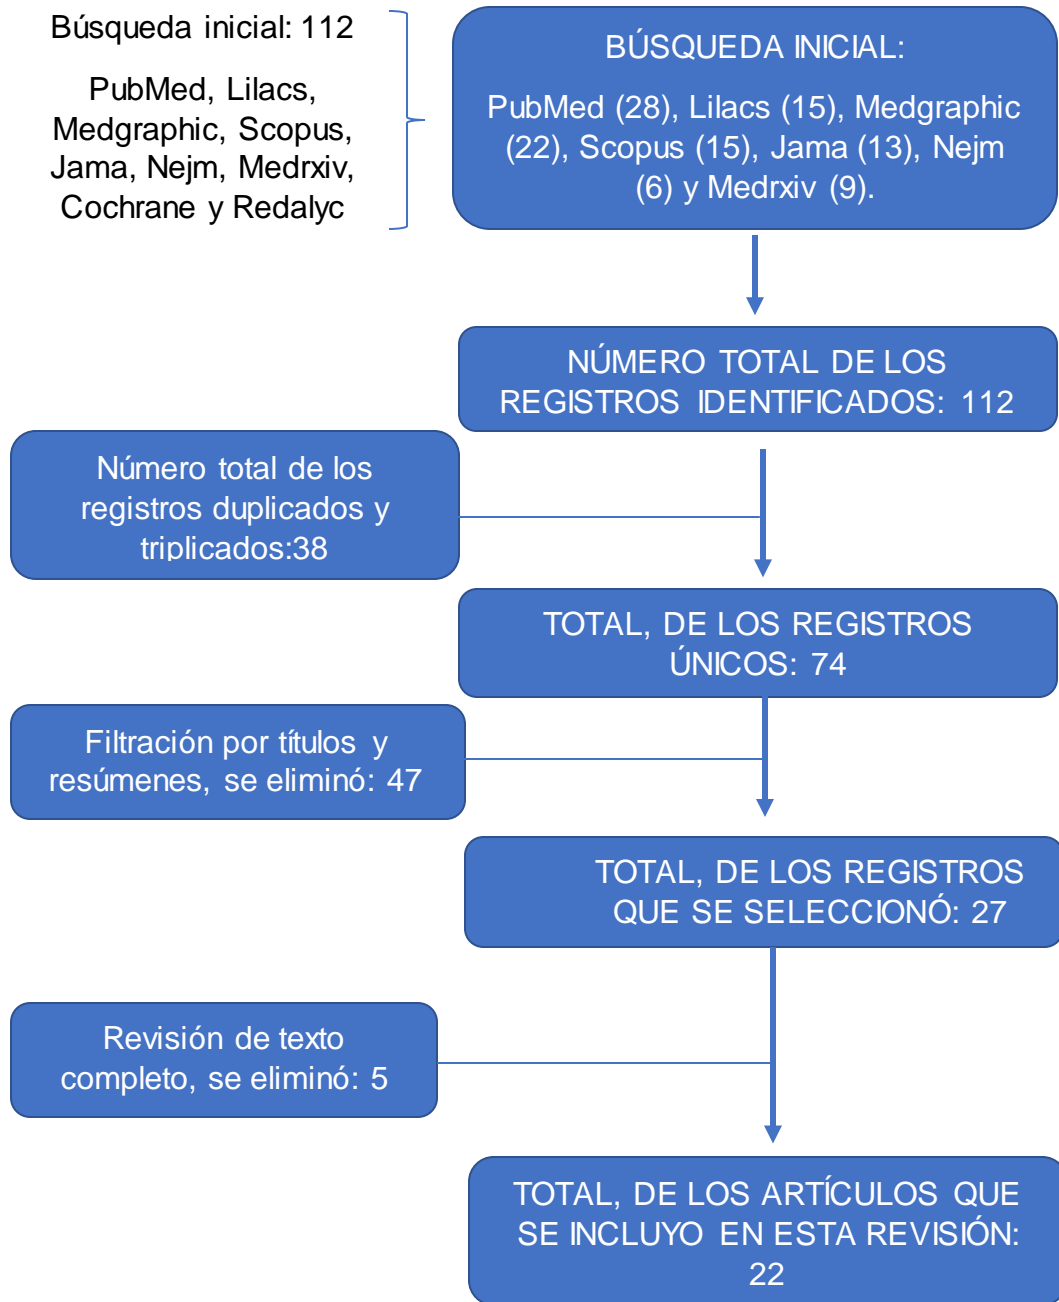 Búsqueda inicial: 112
PubMed, Lilacs,
Medgraphic, Scopus,
Jama, Nejm, Medrxiv,
Cochrane y Redalyc
BÚSQUEDA INICIAL:
PubMed (28), Lilacs (15), Medgraphic
(22), Scopus (15), Jama (13), Nejm
(6) y Medrxiv (9).
NÚMERO TOTAL DE LOS
REGISTROS IDENTIFICADOS: 112
Número total de los
registros duplicados y
triplicados:38
TOTAL, DE LOS REGISTROS
ÚNICOS: 74
Filtración por títulos y
resúmenes, se eliminó: 47
TOTAL, DE LOS REGISTROS
QUE SE SELECCIONÓ: 27
Revisión de texto
completo, se eliminó: 5
TOTAL, DE LOS ARTÍCULOS QUE
SE INCLUYO EN ESTA REVISIÓN:
22